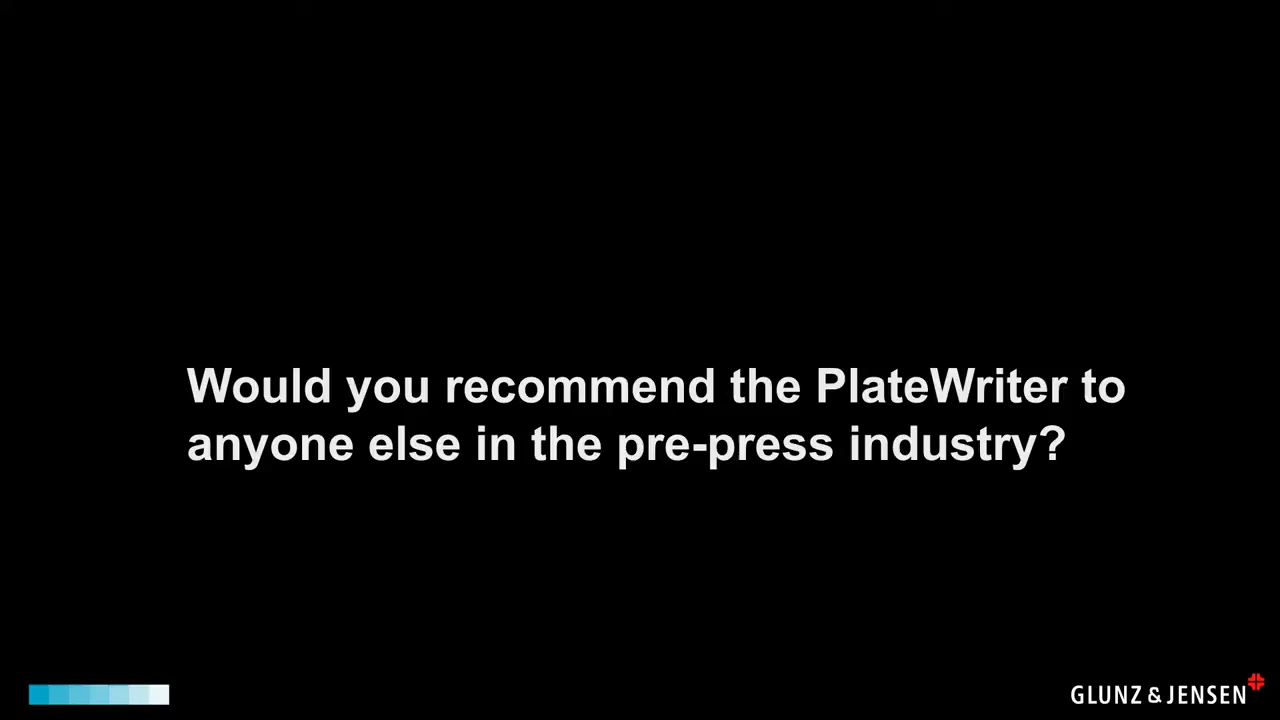 Would you recommend the PlateWriter to
anyone else in the pre-press industry?
GLUNZ & JENSEN